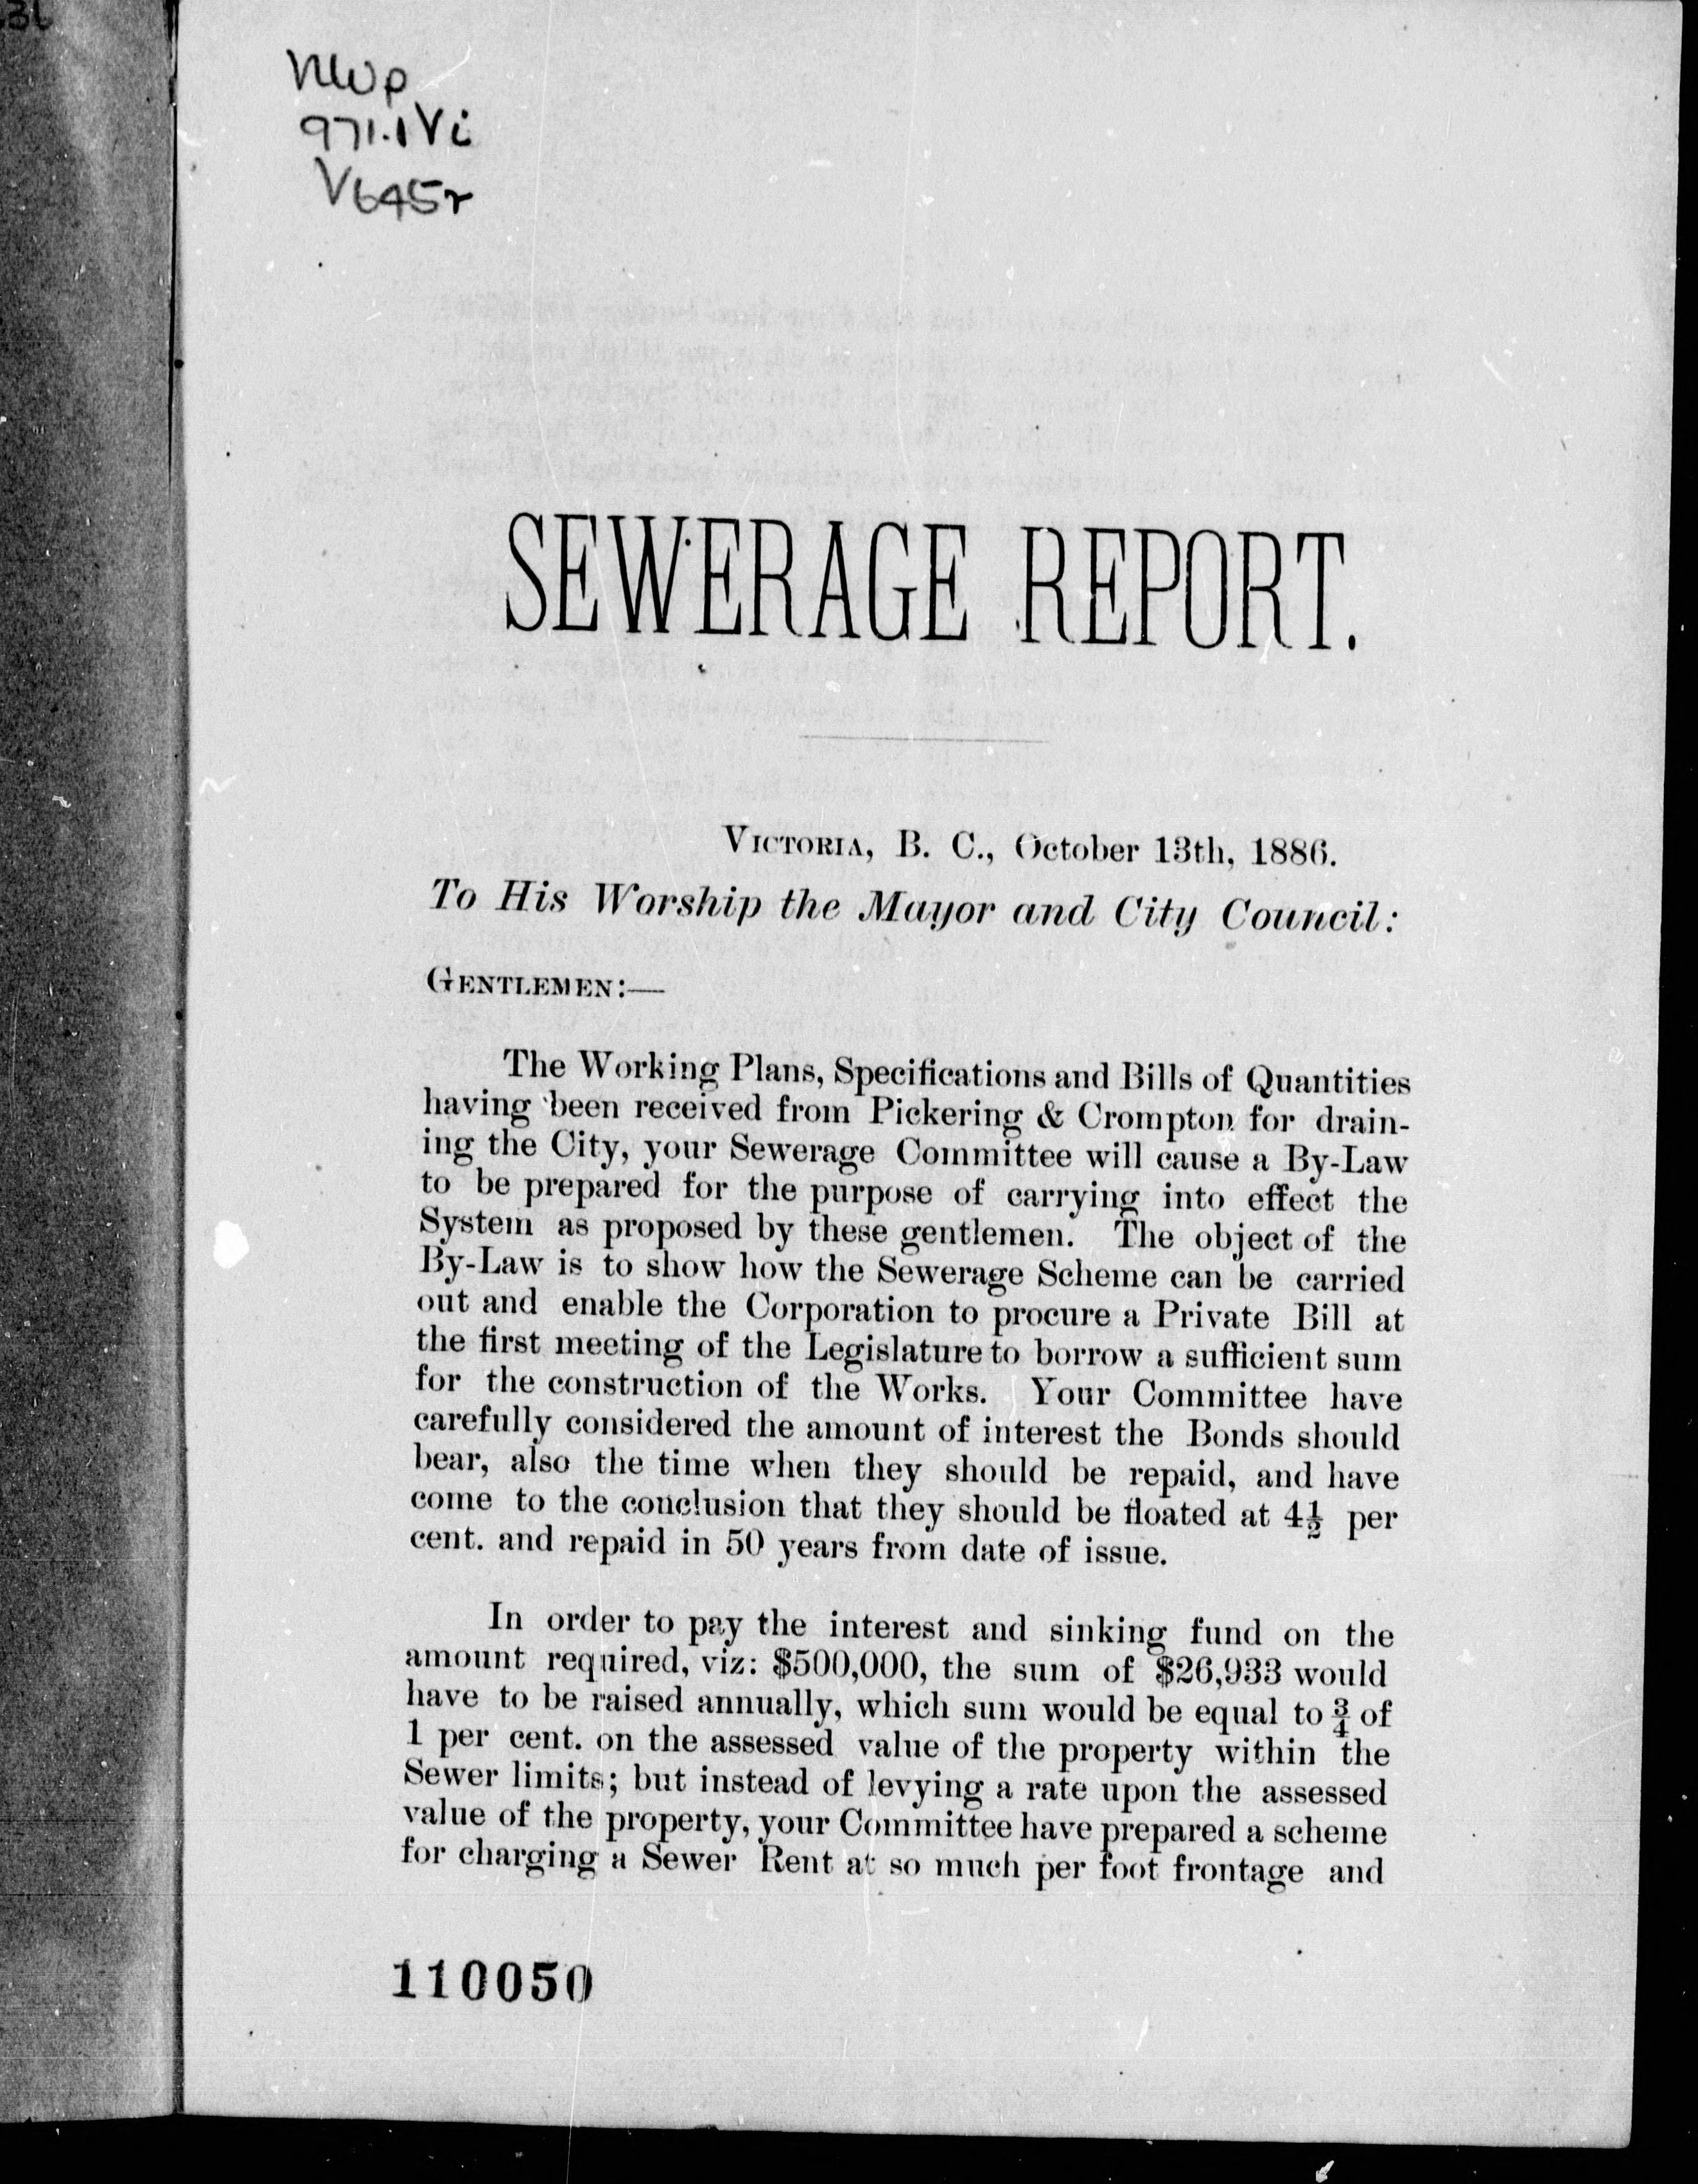 NWp
971.1Vi
V645r
SEWERAGE REPORT.
VICTORIA, B. C., October 13th, 1886.
To His Worship the Mayor and City Council:
GENTLEMEN:—
The Working Plans, Specifications and Bills of Quantities
having been received from Pickering & Crompton for drain-
ing the City, your Sewerage Committee will cause a By-Law
to be prepared for the purpose of carrying into effect the
System as proposed by these gentlemen. The object of the
By-Law is to show how the Sewerage Scheme can be carried
out and enable the Corporation to procure a Private Bill at
the first meeting of the Legislature to borrow a sufficient sum
for the construction of the Works. Your Committee have
carefully considered the amount of interest the Bonds should
bear, also the time when they should be repaid, and have
come to the conclusion that they should be floated at 4½ per
cent. and repaid in 50 years from date of issue.
In order to pay the interest and sinking fund on the
amount required, viz: $500,000, the sum of $26,933 would
have to be raised annually, which sum would be equal to ¾ of
1 per cent. on the assessed value of the property within the
Sewer limits; but instead of levying a rate upon the assessed
value of the property, your Committee have prepared a scheme
for charging a Sewer Rent at so much per foot frontage and
110050